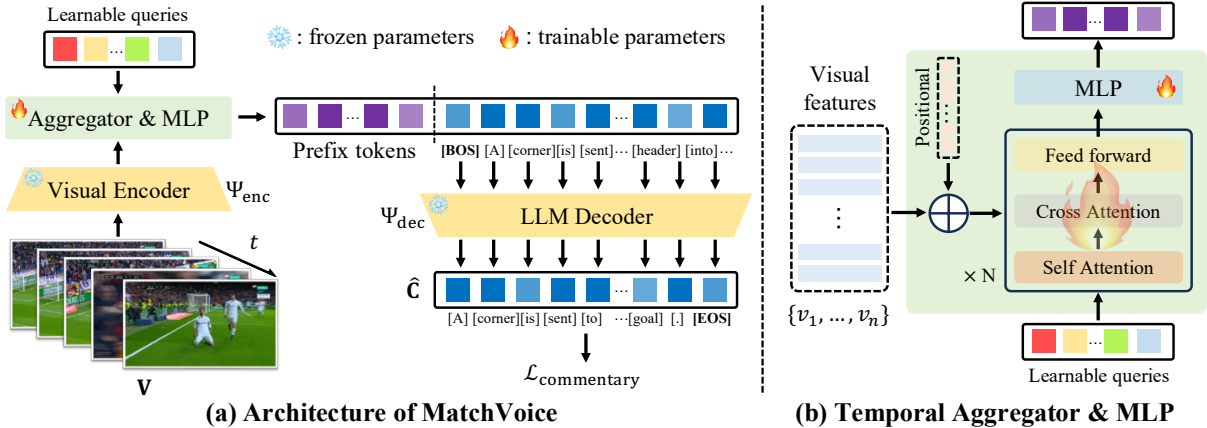 Learnable queries
: frozen parameters
: trainable parameters
Aggregator & MLP
Prefix tokens
[BOS] [A] [corner][is] [sent]... [header] [into]...
Visual Encoder
Ψenc
Ψdec
LLM Decoder
t
Ĉ
[A] [corner][is] [sent] [to] ...[goal] [.] [EOS]
V
ℒcommentary
(a) Architecture of MatchVoice
Visual
features
Positional
MLP
Feed forward
Cross Attention
Self Attention
× N
{v1, ..., vn}
Learnable queries
(b) Temporal Aggregator & MLP